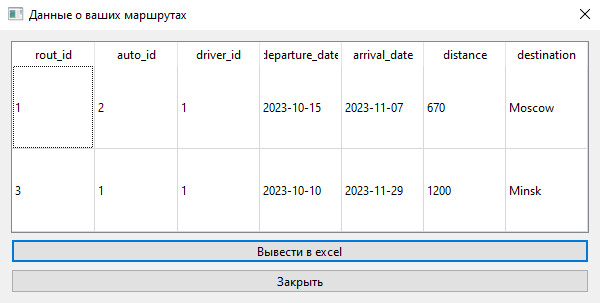 Данные о ваших маршрутах
rout_id auto_id driver_id departure_date arrival_date distance destination
1 2 1 2023-10-15 2023-11-07 670 Moscow
3 1 1 2023-10-10 2023-11-29 1200 Minsk
Вывести в excel
Закрыть